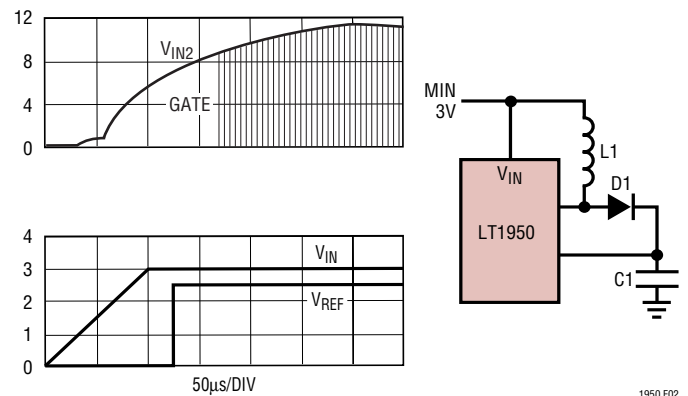 12
8
4
0
V_IN2
GATE
4
3
2
1
0
V_IN
V_REF
50µs/DIV
MIN
3V
V_IN
LT1950
L1
D1
C1
1950 F02